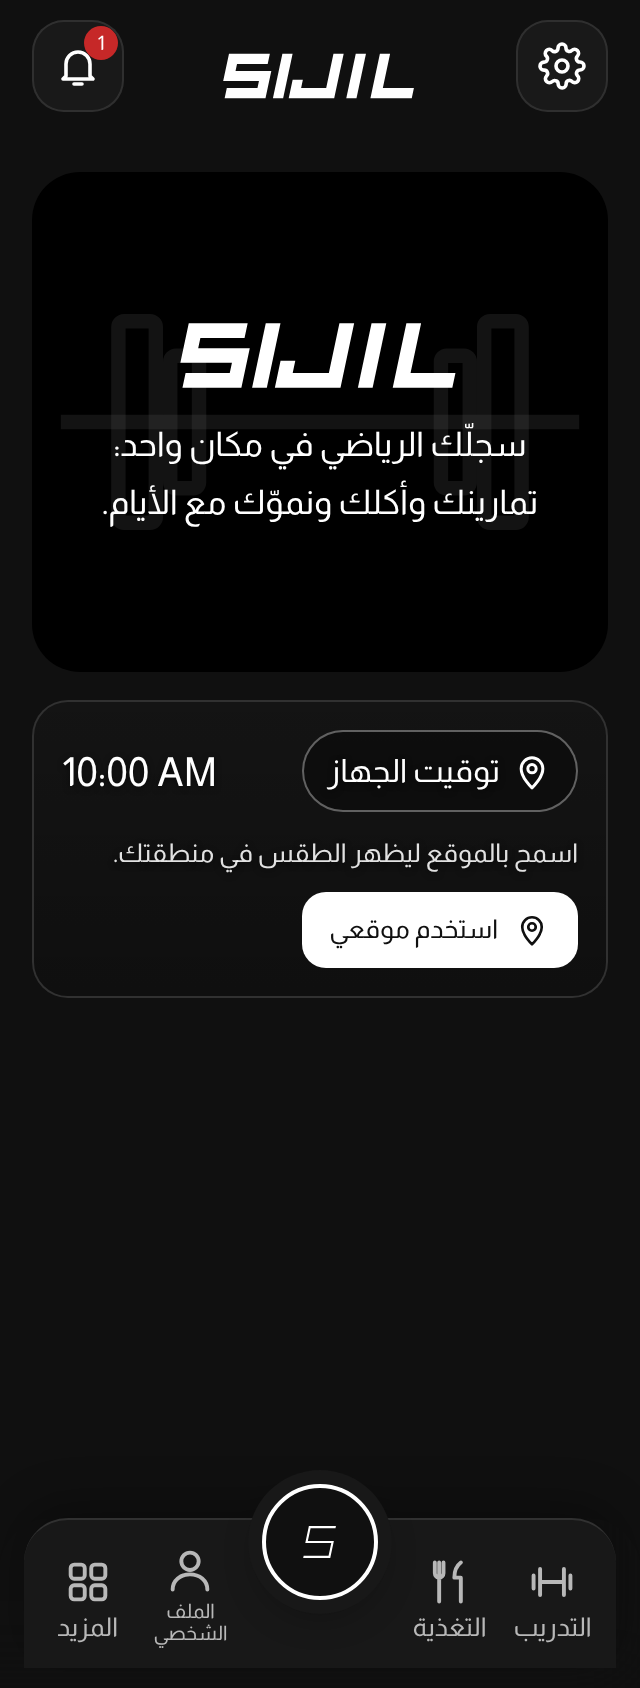 1
SIJIL
SIJIL
سجلّك الرياضي في مكان واحد:
تمارينك وأكلك ونموّك مع الأيام.
توقيت الجهاز
10:00 AM
اسمح بالموقع ليظهر الطقس في منطقتك.
استخدم موقعي
S
التدريب
التغذية
الملف
الشخصي
المزيد